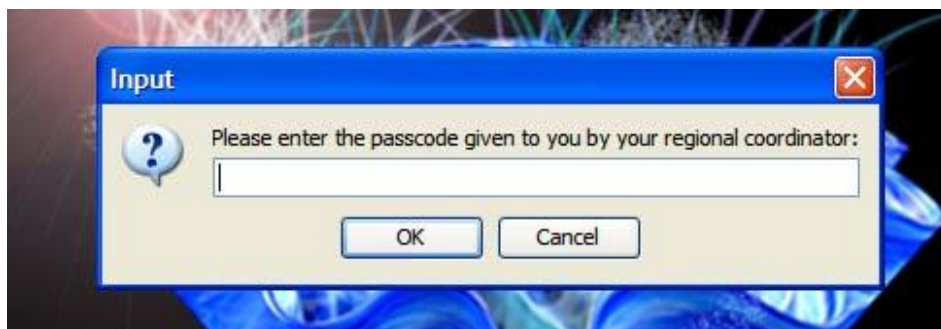 Input
Please enter the passcode given to you by your regional coordinator:
OK
Cancel